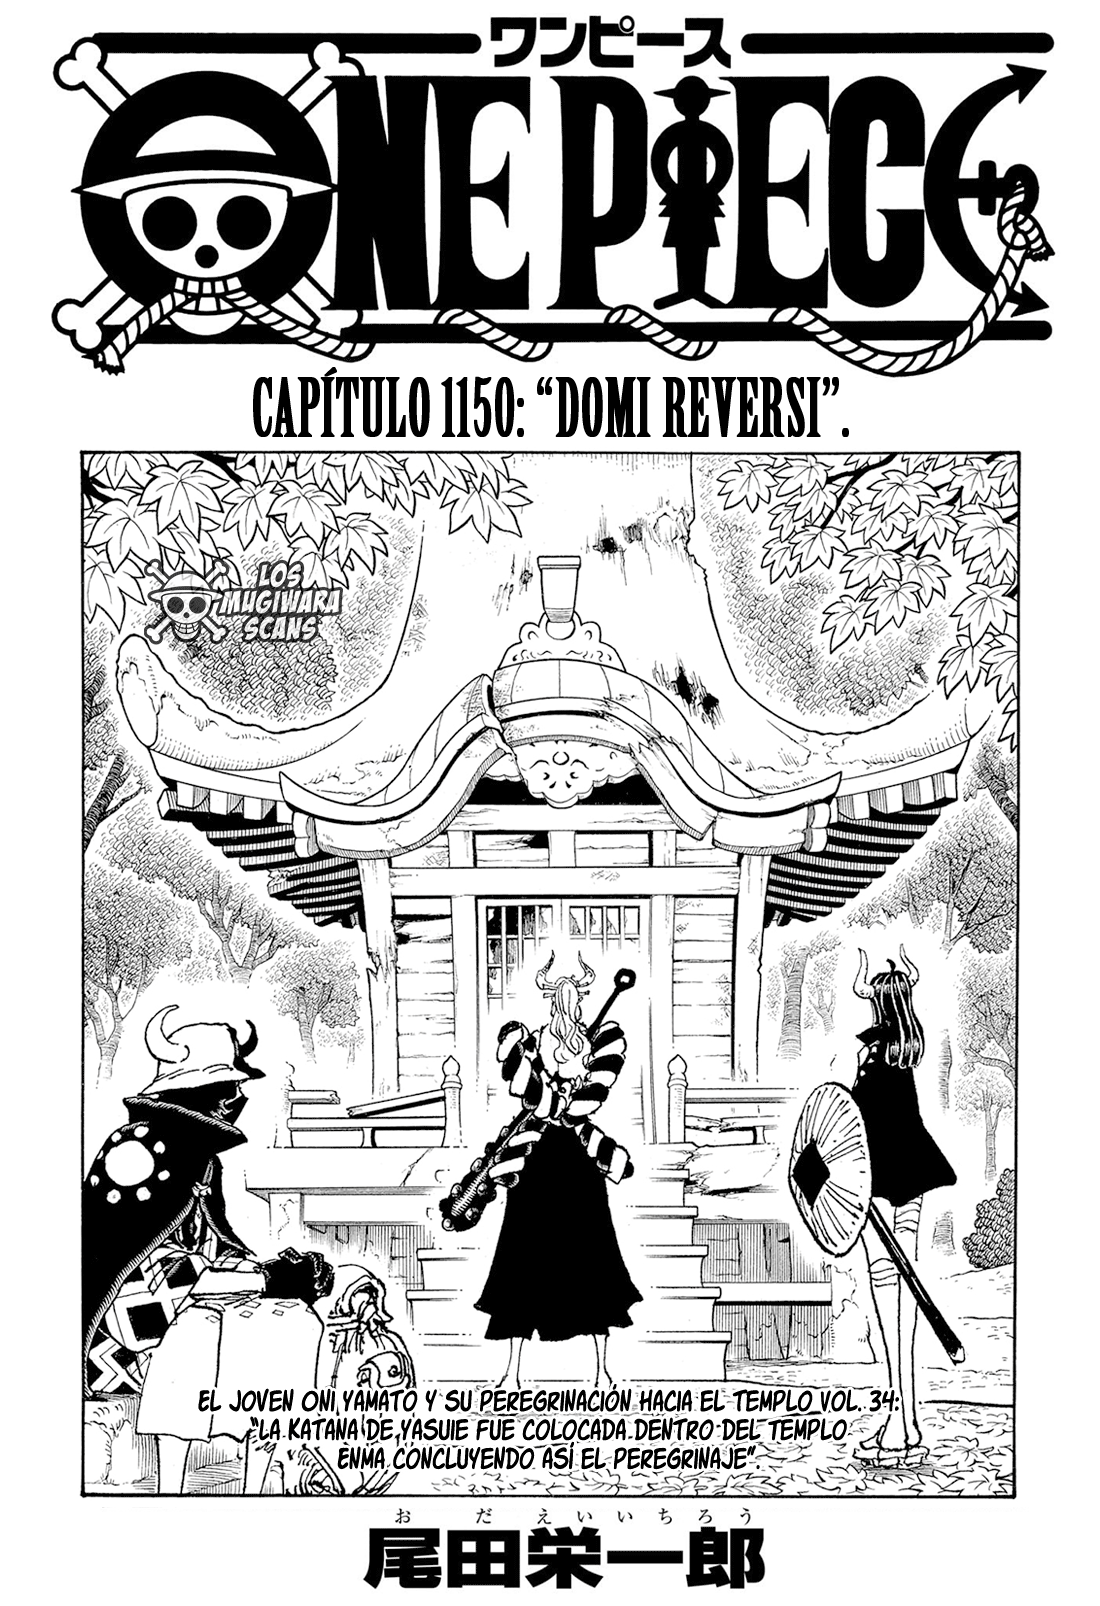 ワンピース
ONE PIECE
CAPÍTULO 1150: “DOMI REVERSI”.
LOS
MUGIWARA
SCANS
EL JOVEN ONI YAMATO Y SU PEREGRINACIÓN HACIA EL TEMPLO VOL. 34:
“LA KATANA DE YASUIE FUE COLOCADA DENTRO DEL TEMPLO
ENMA CONCLUYENDO ASÍ EL PEREGRINAJE”.
おだえいいちろう
尾田栄一郎